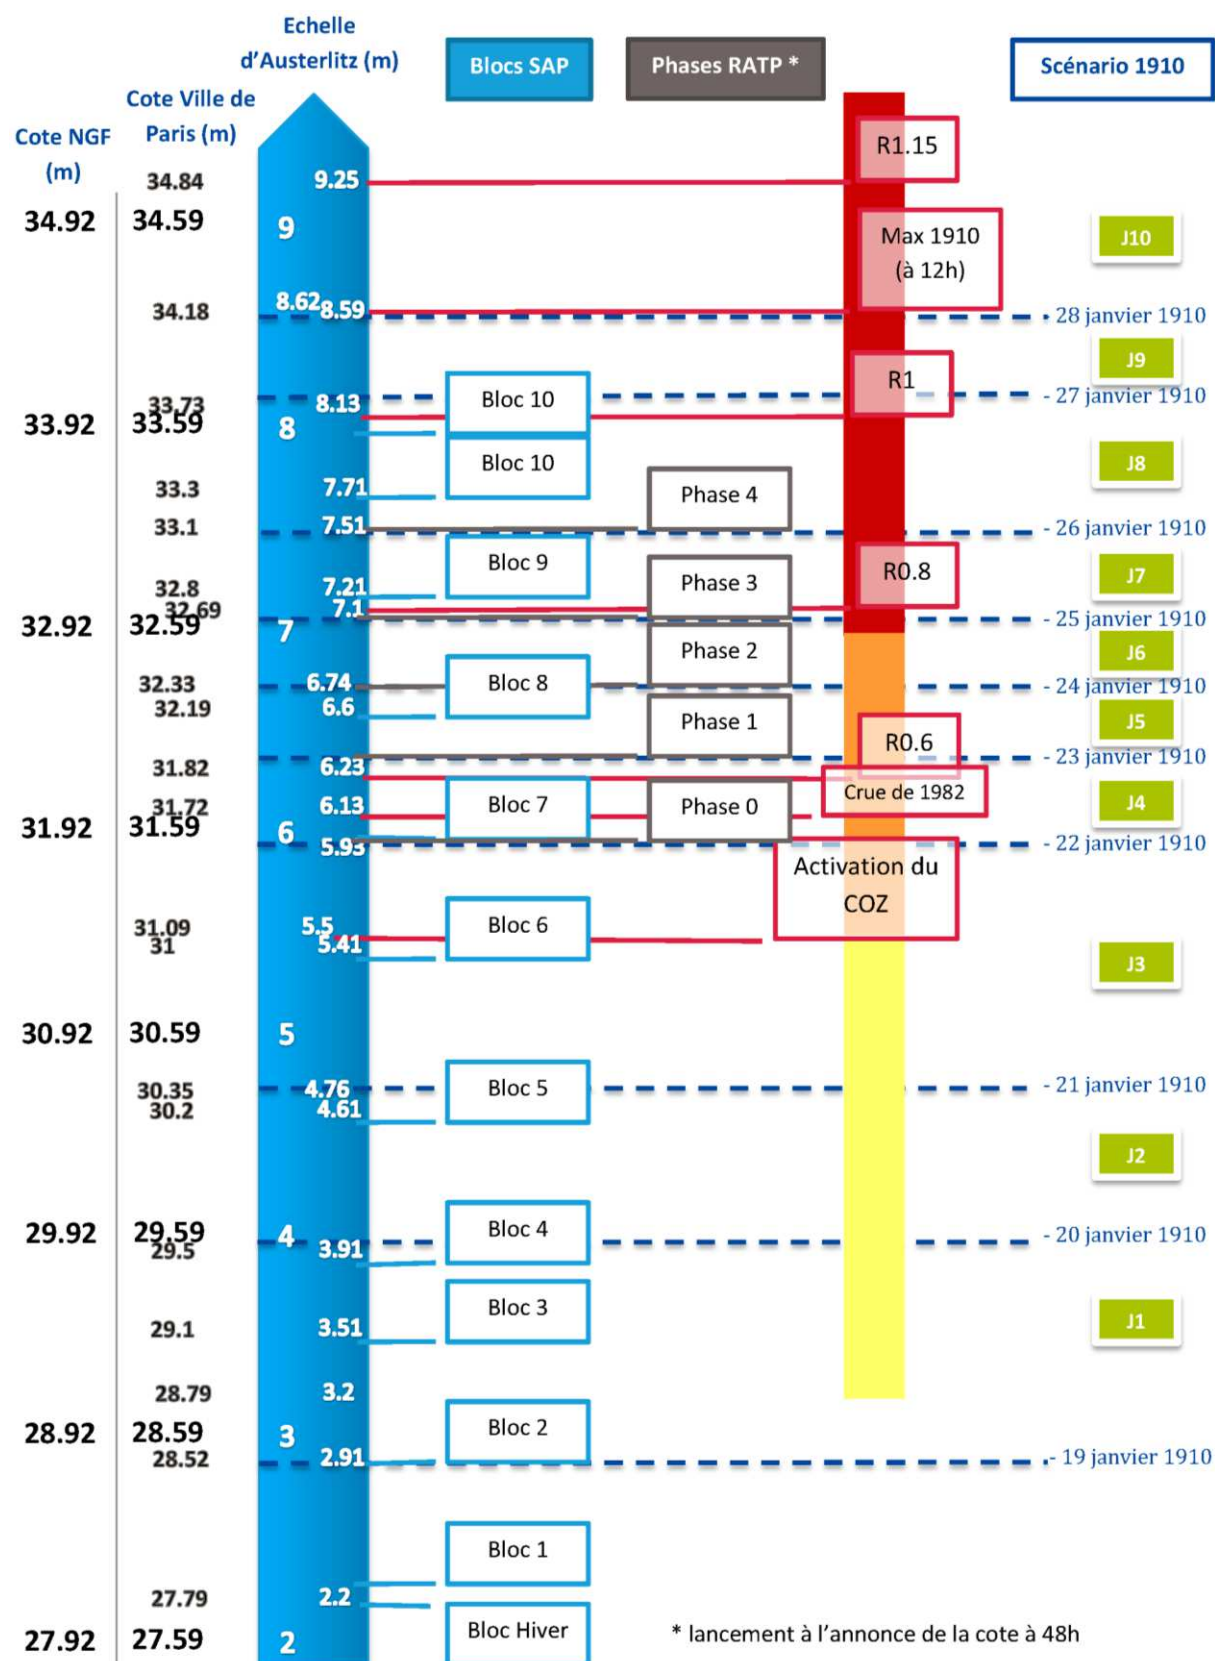 Echelle
d'Austerlitz (m)
Blocs SAP
Phases RATP *
Scénario 1910
Cote Ville de
Paris (m)
Cote NGF
(m)
R1.15
34.84
9.25
34.92
34.59
9
Max 1910
(à 12h)
J10
8.62
8.59
34.18
- 28 janvier 1910
J9
R1
Bloc 10
- 27 janvier 1910
33.73
8.13
33.92
33.59
8
Bloc 10
J8
33.3
7.71
Phase 4
33.1
7.51
- 26 janvier 1910
Bloc 9
R0.8
J7
Phase 3
32.8
7.21
32.69
7.1
- 25 janvier 1910
32.92
32.59
7
Phase 2
J6
32.33
6.74
Bloc 8
- 24 janvier 1910
32.19
6.6
Phase 1
J5
R0.6
- 23 janvier 1910
31.82
6.23
Crue de 1982
31.72
6.13
Bloc 7
Phase 0
J4
31.92
31.59
6
5.93
- 22 janvier 1910
Activation du
COZ
31.09
5.5
Bloc 6
31
5.41
J3
30.92
30.59
5
30.35
4.76
Bloc 5
- 21 janvier 1910
30.2
4.61
J2
29.92
29.59
4
Bloc 4
- 20 janvier 1910
29.5
3.91
Bloc 3
29.1
3.51
J1
28.79
3.2
28.92
28.59
3
Bloc 2
28.52
2.91
- 19 janvier 1910
Bloc 1
27.79
2.2
27.92
27.59
2
Bloc Hiver
* lancement à l'annonce de la cote à 48h